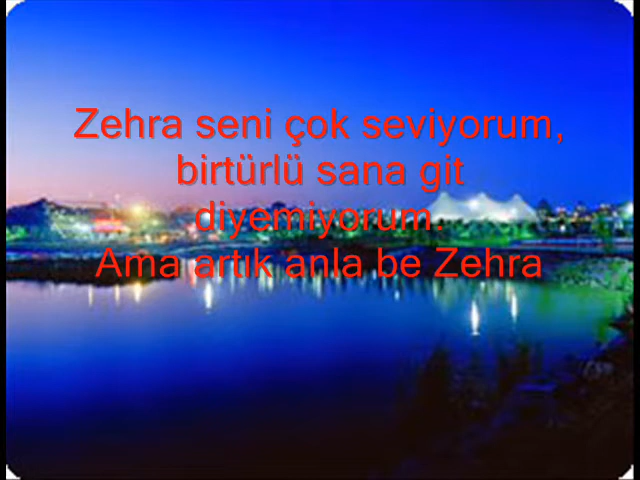 Zehra seni çok seviyorum,
birtürlü sana git
diyemiyorum.
Ama artık anla be Zehra